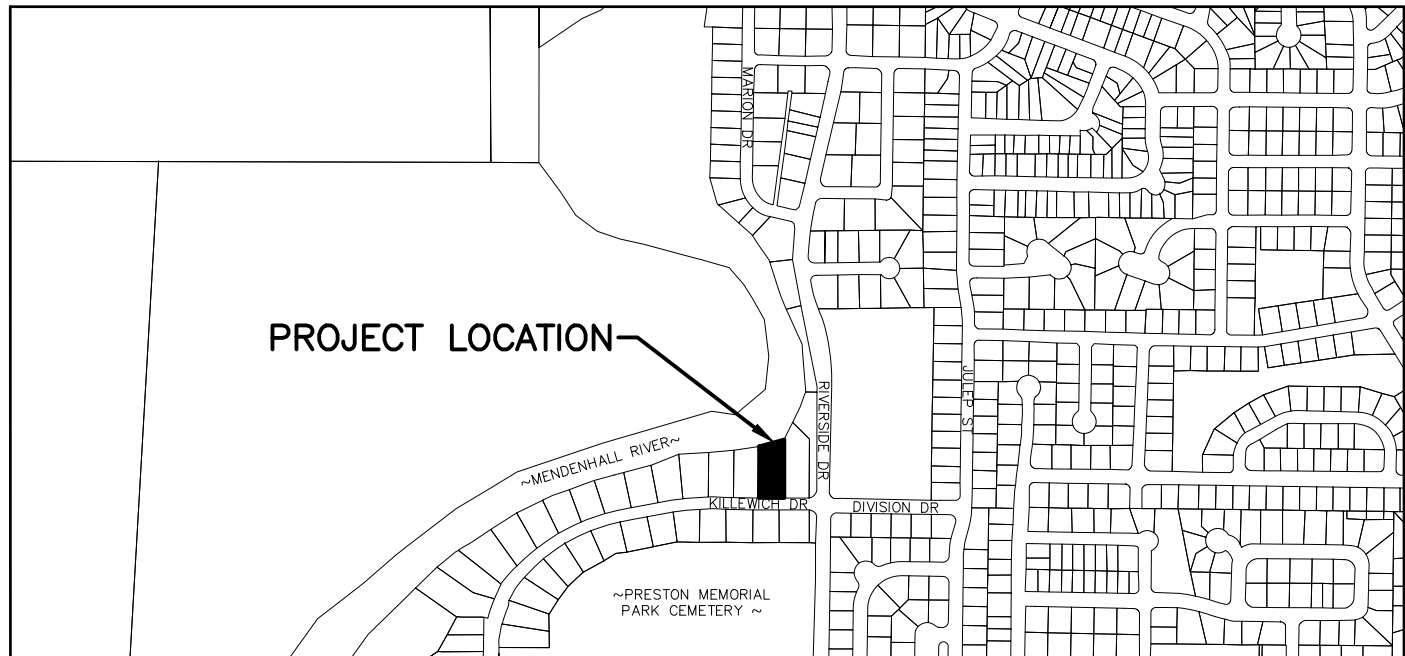 MARION DR
PROJECT LOCATION
RIVERSIDE DR
JULEP ST
~MENDENHALL RIVER~
KILLEWICH DR
DIVISION DR
~PRESTON MEMORIAL
PARK CEMETERY ~